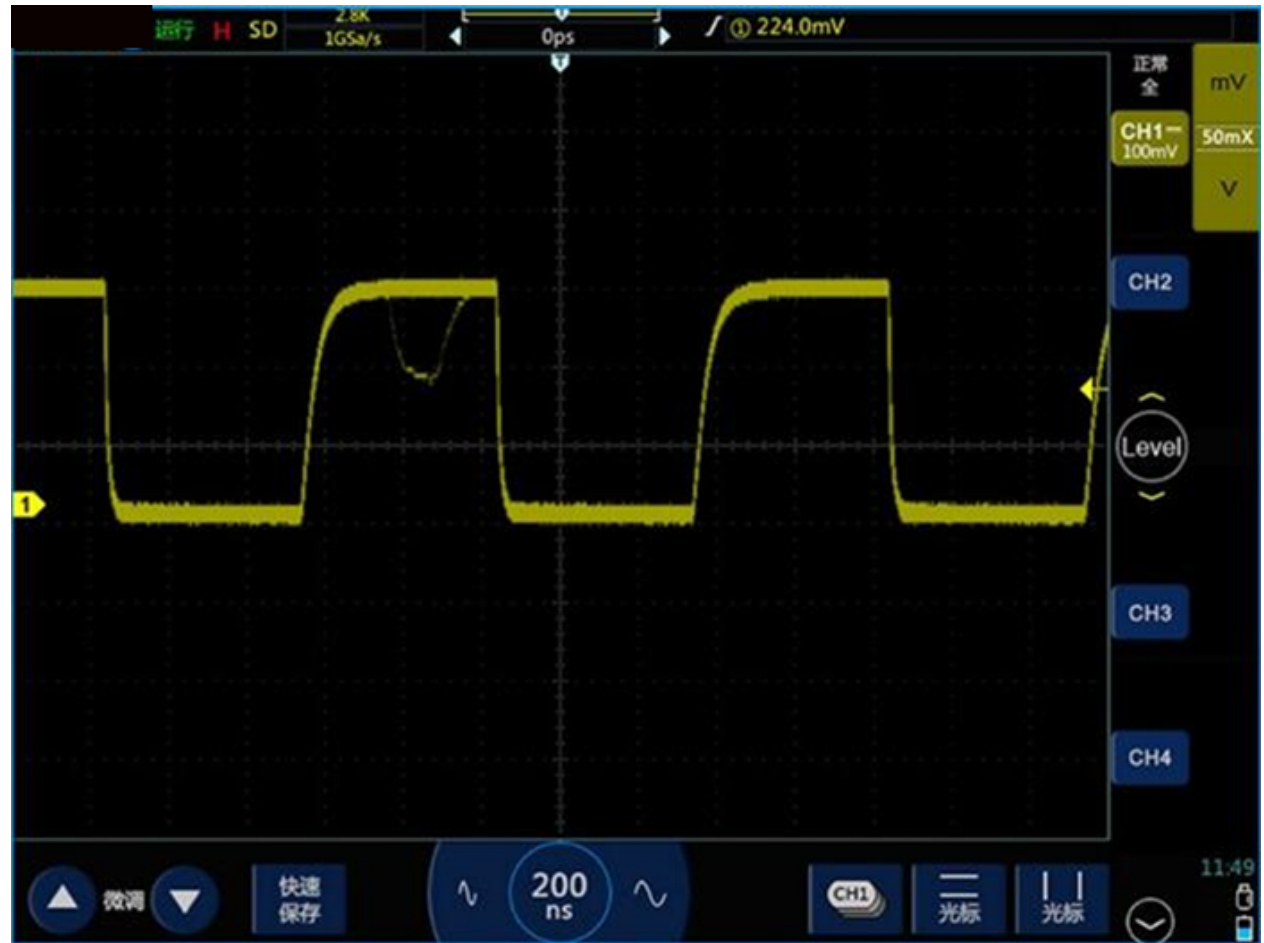 运行 H SD
2.8K
1GSa/s
0ps
① 224.0mV
T
正常
全
mV
CH1
100mV
50mX
V
CH2
1
Level
CH3
CH4
微调
快速
保存
200
ns
CH1
光标
光标
11:49